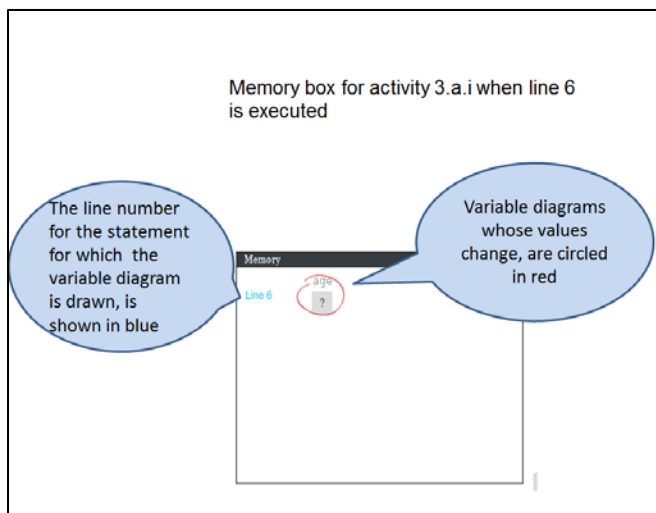 Memory box for activity 3.a.i when line 6
is executed
The line number
for the statement
for which the
variable diagram
is drawn, is
shown in blue
Variable diagrams
whose values
change, are circled
in red
Memory
age
Line 6
?